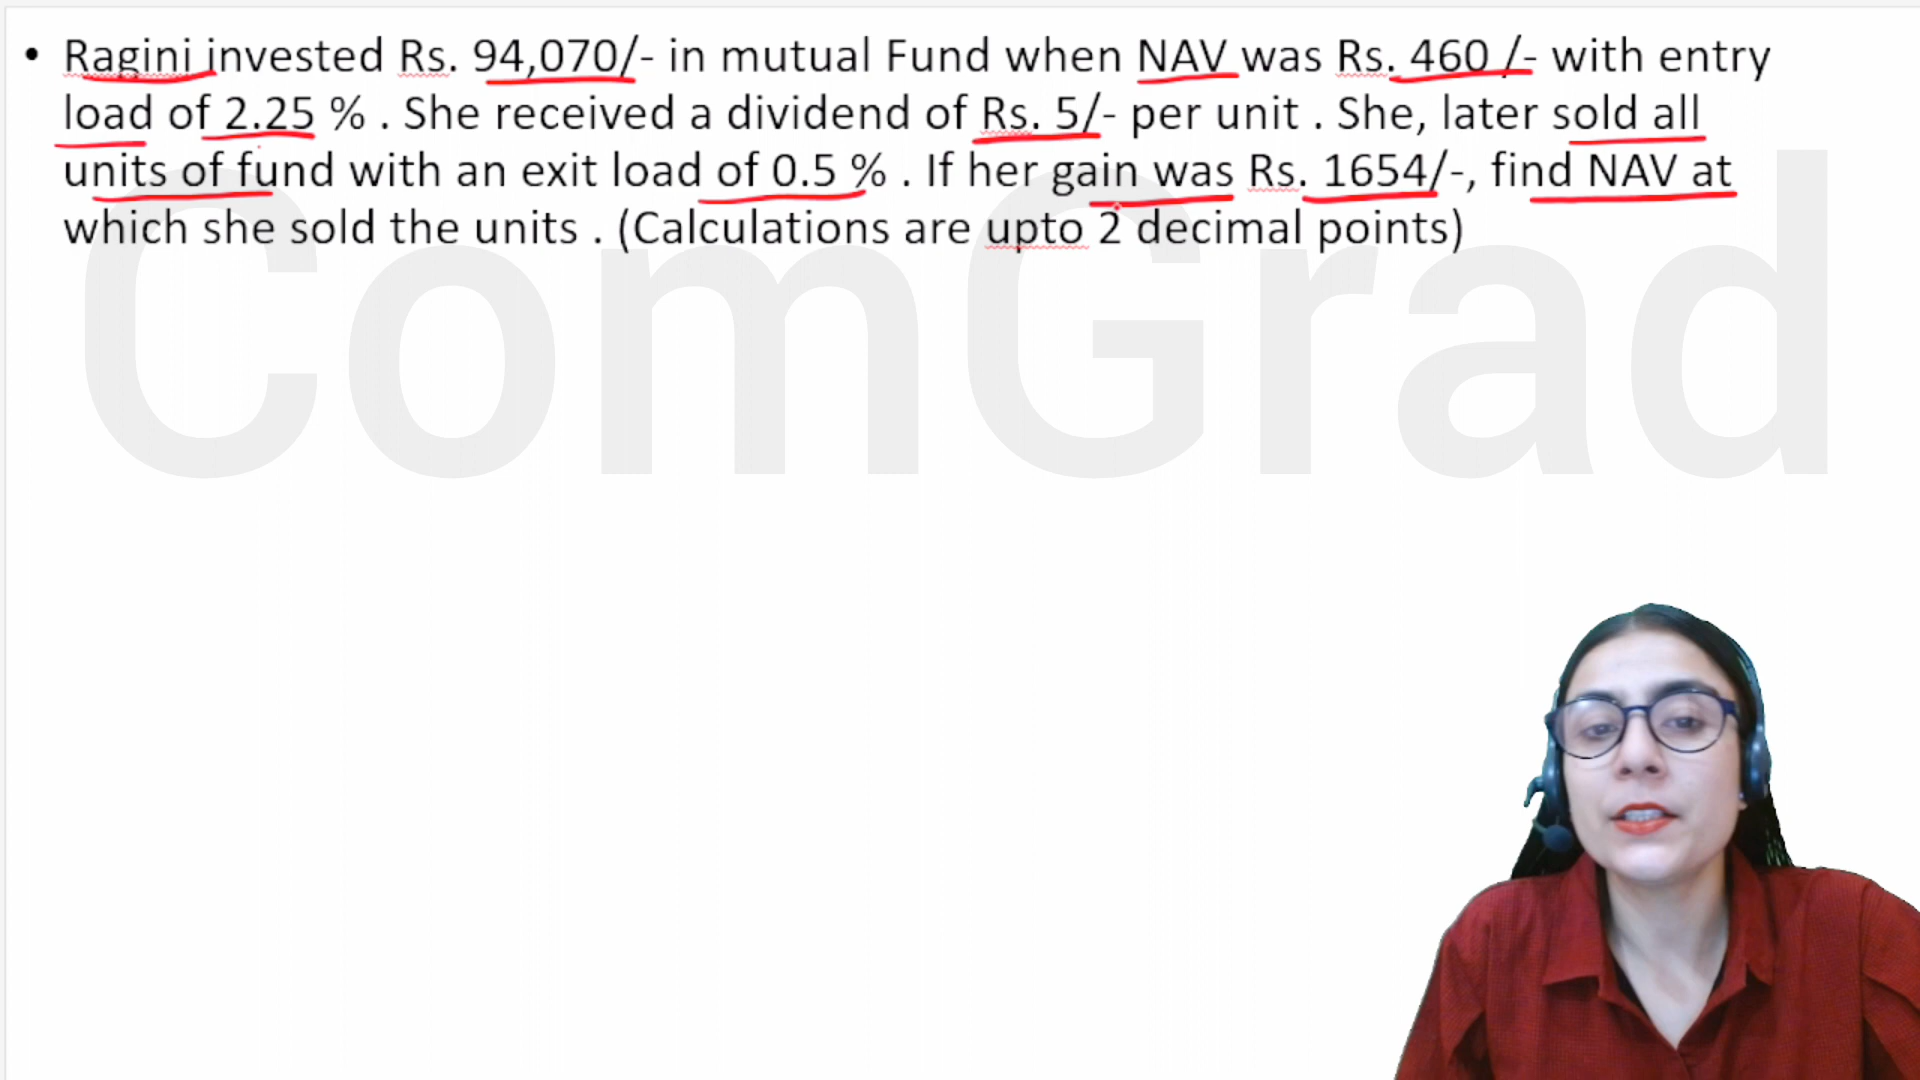 • Ragini invested Rs. 94,070/- in mutual Fund when NAV was Rs. 460 /- with entry
load of 2.25 % . She received a dividend of Rs. 5/- per unit . She, later sold all
units of fund with an exit load of 0.5 % . If her gain was Rs. 1654/-, find NAV at
which she sold the units . (Calculations are upto 2 decimal points)
ComGrad